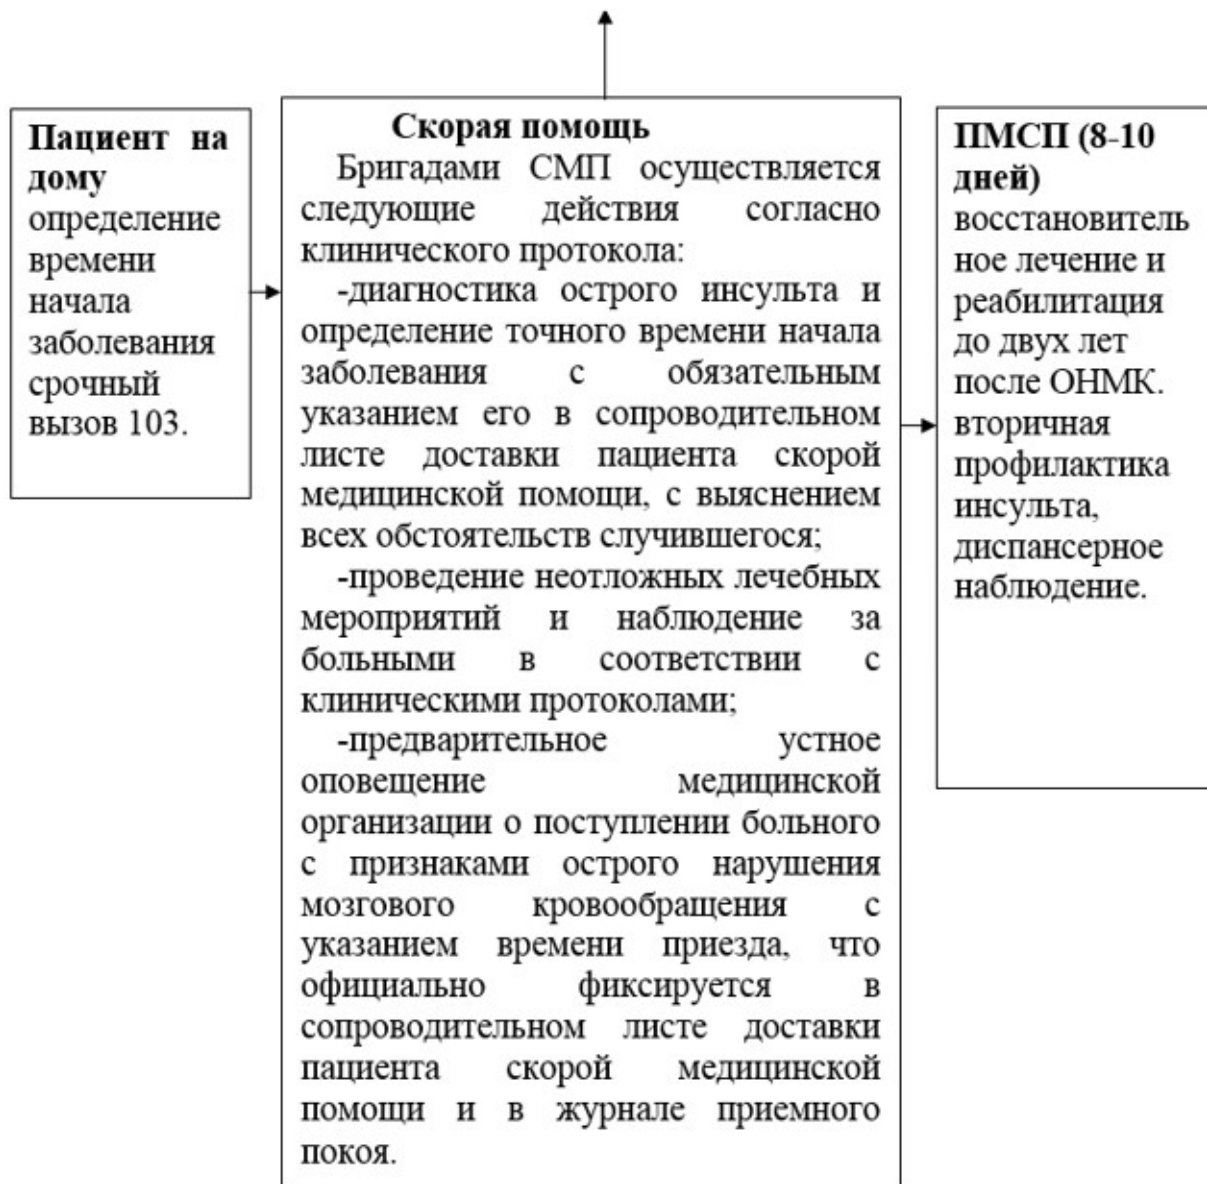 Пациент на
дому
определение
времени
начала
заболевания
срочный
вызов 103.
Скорая помощь
Бригадами СМП осуществляется
следующие действия согласно
клинического протокола:
-диагностика острого инсульта и
определение точного времени начала
заболевания с обязательным
указанием его в сопроводительном
листе доставки пациента скорой
медицинской помощи, с выяснением
всех обстоятельств случившегося;
-проведение неотложных лечебных
мероприятий и наблюдение за
больными в соответствии с
клиническими протоколами;
-предварительное устное
оповещение медицинской
организации о поступлении больного
с признаками острого нарушения
мозгового кровообращения с
указанием времени приезда, что
официально фиксируется в
сопроводительном листе доставки
пациента скорой медицинской
помощи и в журнале приемного
покоя.
ПМСП (8-10
дней)
восстановитель
ное лечение и
реабилитация
до двух лет
после ОНМК.
вторичная
профилактика
инсульта,
диспансерное
наблюдение.